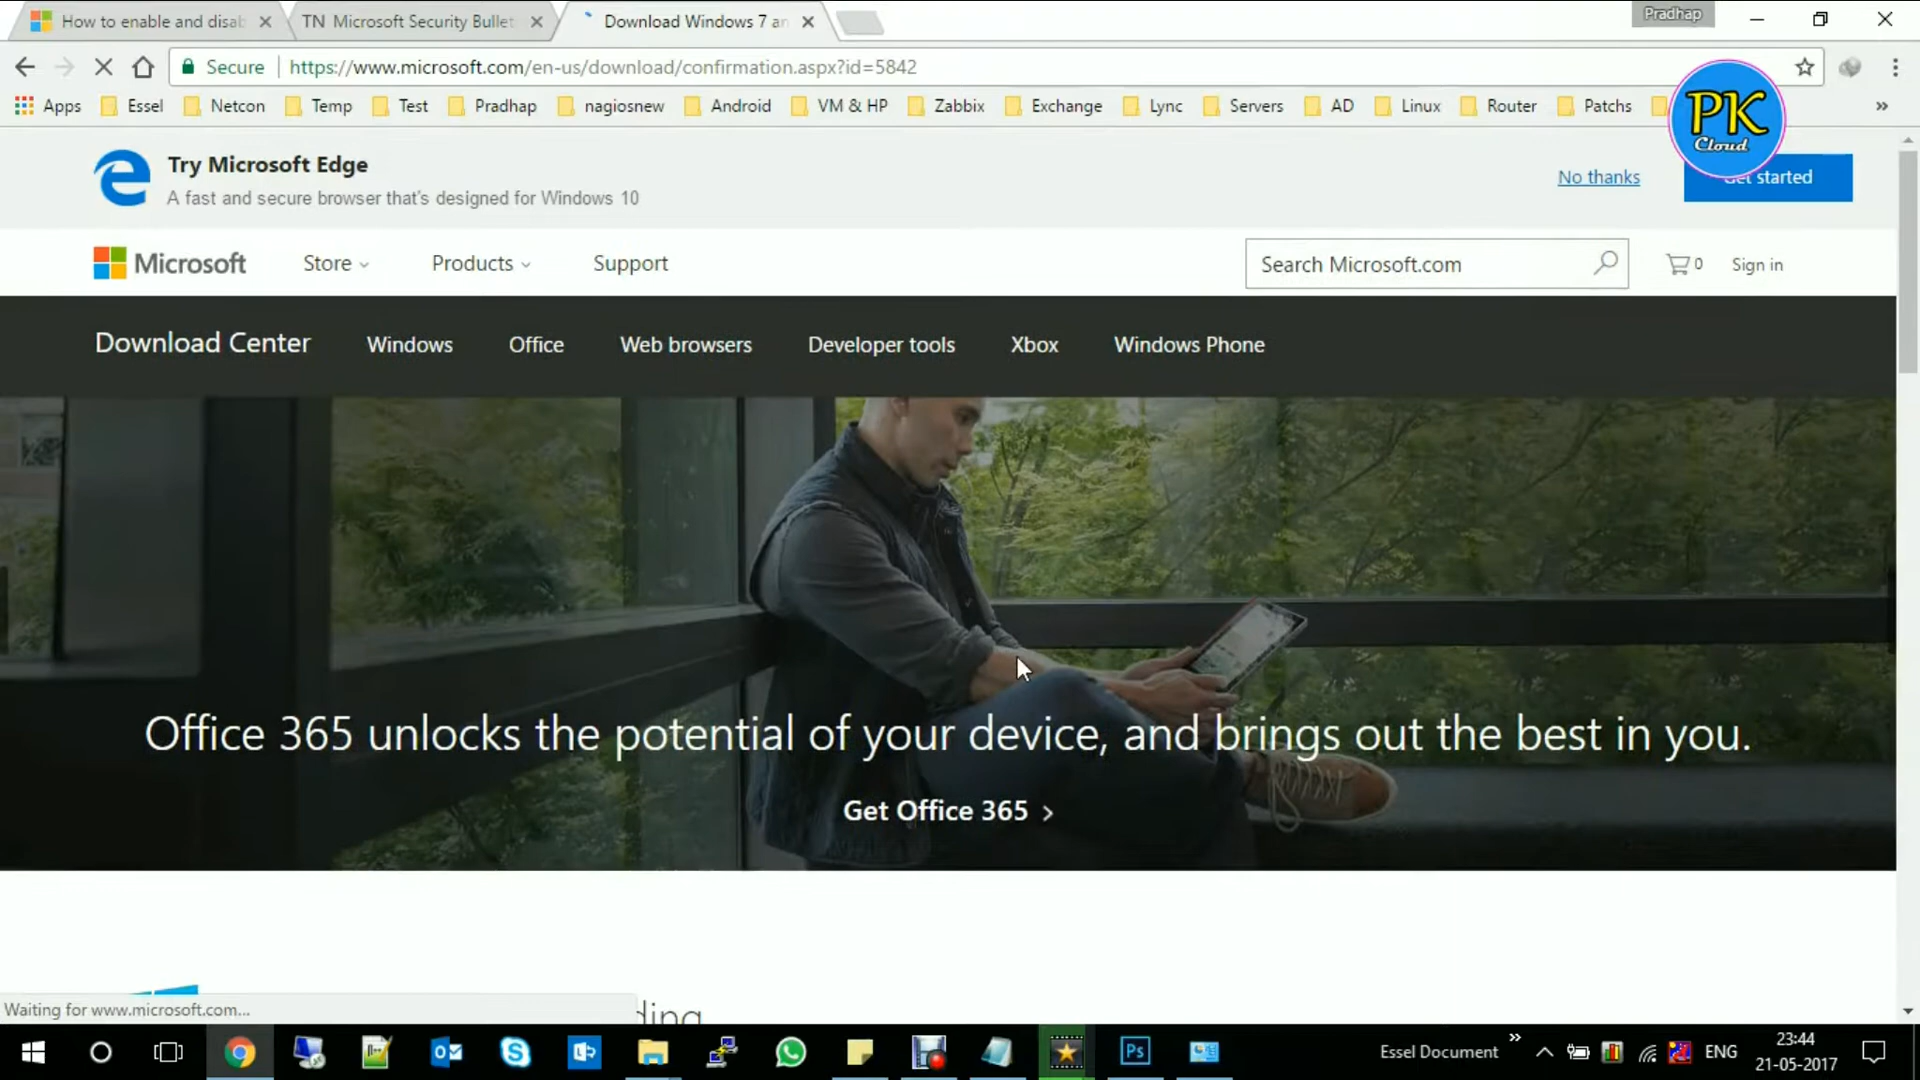 How to enable and disab
TN Microsoft Security Bullet
Download Windows 7 an
Pradhap
Secure
https://www.microsoft.com/en-us/download/confirmation.aspx?id=5842
Apps
Essel
Netcon
Temp
Test
Pradhap
nagiosnew
Android
VM & HP
Zabbix
Exchange
Lync
Servers
AD
Linux
Router
Patchs
PK
Cloud
Try Microsoft Edge
A fast and secure browser that's designed for Windows 10
No thanks
Get started
Microsoft
Store
Products
Support
Search Microsoft.com
0
Sign in
Download Center
Windows
Office
Web browsers
Developer tools
Xbox
Windows Phone
Office 365 unlocks the potential of your device, and brings out the best in you.
Get Office 365 >
Waiting for www.microsoft.com...
ding
Essel Document
ENG
23:44
21-05-2017
Ps